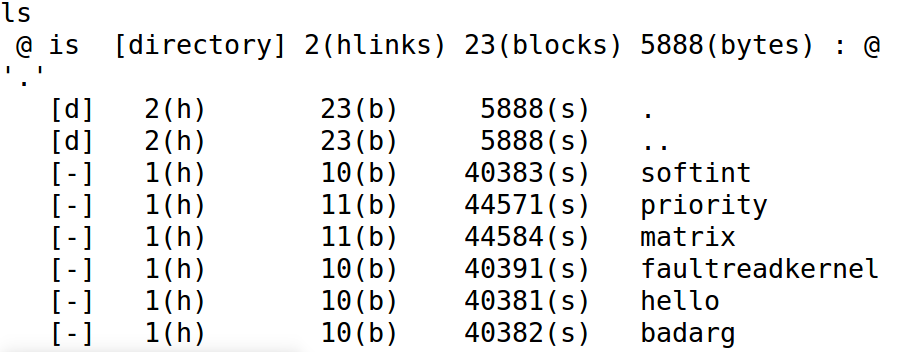 ls
 @ is  [directory] 2(hlinks) 23(blocks) 5888(bytes) : @
'.'
   [d]   2(h)       23(b)     5888(s)   .
   [d]   2(h)       23(b)     5888(s)   ..
   [-]   1(h)       10(b)    40383(s)   softint
   [-]   1(h)       11(b)    44571(s)   priority
   [-]   1(h)       11(b)    44584(s)   matrix
   [-]   1(h)       10(b)    40391(s)   faultreadkernel
   [-]   1(h)       10(b)    40381(s)   hello
   [-]   1(h)       10(b)    40382(s)   badarg